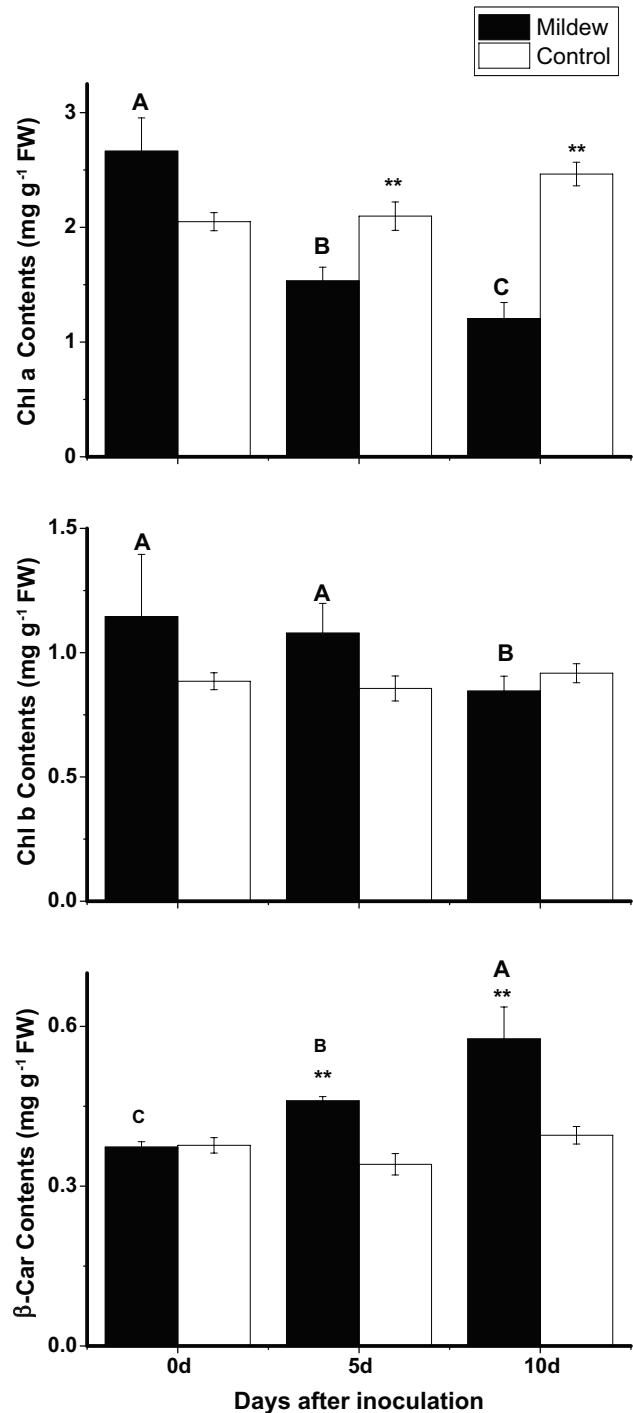 Mildew
Control
Chl a Contents (mg g⁻¹ FW)
3
2
1
0
A
B
**
C
**
Chl b Contents (mg g⁻¹ FW)
1.5
1.0
0.5
0.0
A
A
B
β-Car Contents (mg g⁻¹ FW)
0.6
0.3
0.0
C
B
**
A
**
0d 5d 10d
Days after inoculation